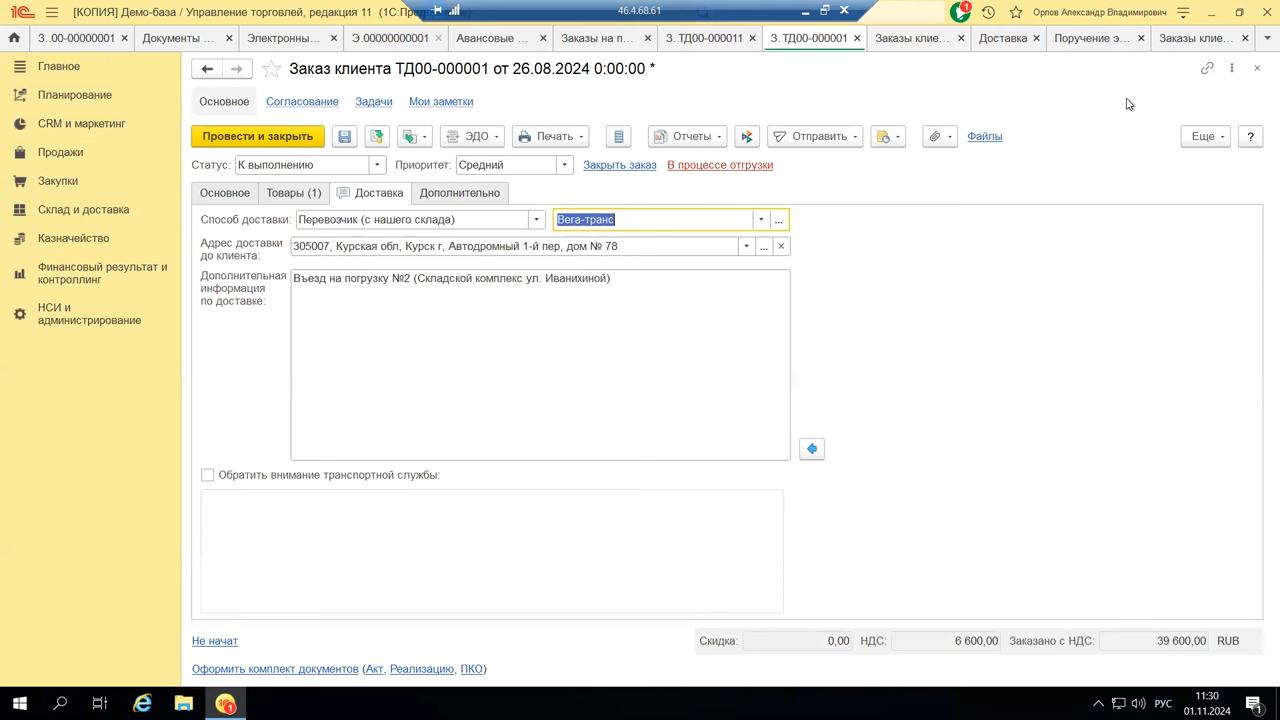 [КОПИЯ] Демо-база / Управление торговлей, редакция 11 (1С:Пред
46.4.68.61
Орлов Александр Владимирович
З..00-00000001
Документы ...
Электронны...
Э.00000000001
Авансовые ...
Заказы на п...
З..ТД00-000011
З..ТД00-000001
Заказы клие...
Доставка
Поручение э...
Заказы клие...
Главное
Планирование
CRM и маркетинг
Продажи
Закупки
Склад и доставка
Казначейство
Финансовый результат и
контроллинг
НСИ и
администрирование
Заказ клиента ТД00-000001 от 26.08.2024 0:00:00 *
Основное
Согласование
Задачи
Мои заметки
Провести и закрыть
ЭДО
Печать
Отчеты
Отправить
Файлы
Еще
?
Статус: К выполнению
Приоритет: Средний
Закрыть заказ
В процессе отгрузки
Основное
Товары (1)
Доставка
Дополнительно
Способ доставки: Перевозчик (с нашего склада)
Вега-транс
Адрес доставки
до клиента:
305007, Курская обл, Курск г, Автодромный 1-й пер, дом № 78
Дополнительная
информация
по доставке:
Въезд на погрузку №2 (Складской комплекс ул. Иванихиной)
Обратить внимание транспортной службы:
Не начат
Скидка: 0,00 НДС: 6 600,00 Заказано с НДС: 39 600,00 RUB
Оформить комплект документов (Акт, Реализацию, ПКО)
РУС
11:30
01.11.2024